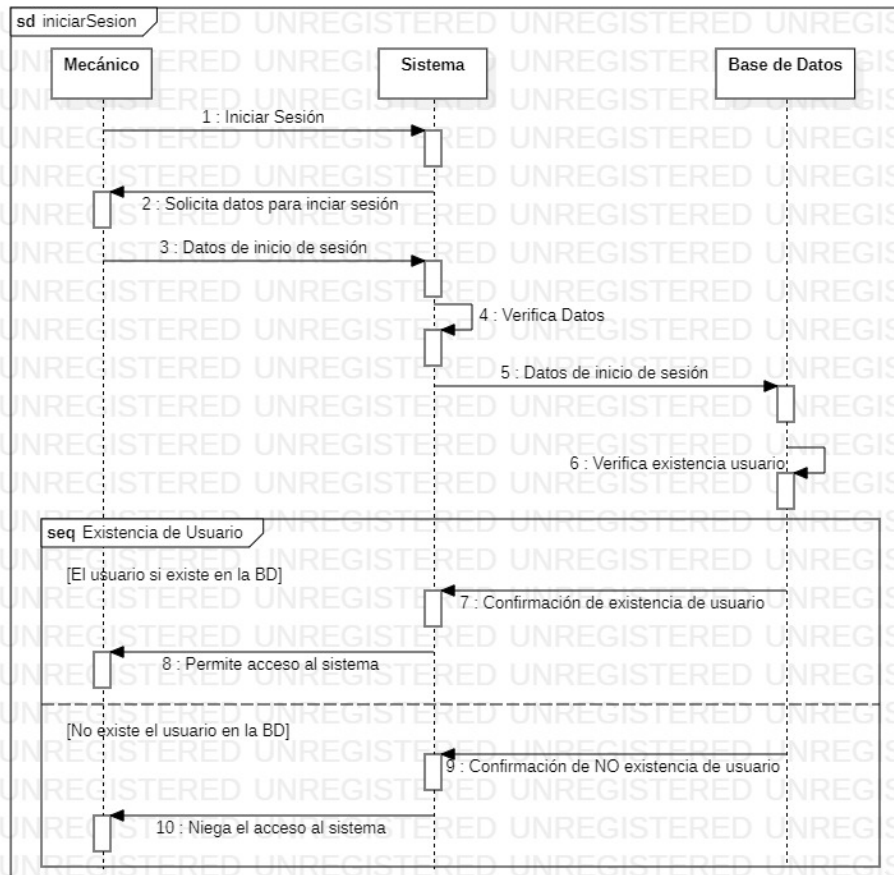 sd iniciarSesion
Mecánico
Sistema
Base de Datos
1 : Iniciar Sesión
2 : Solicita datos para inciar sesión
3 : Datos de inicio de sesión
4 : Verifica Datos
5 : Datos de inicio de sesión
6 : Verifica existencia usuario
seq Existencia de Usuario
[El usuario si existe en la BD]
7 : Confirmación de existencia de usuario
8 : Permite acceso al sistema
[No existe el usuario en la BD]
9 : Confirmación de NO existencia de usuario
10 : Niega el acceso al sistema
UNREGISTERED